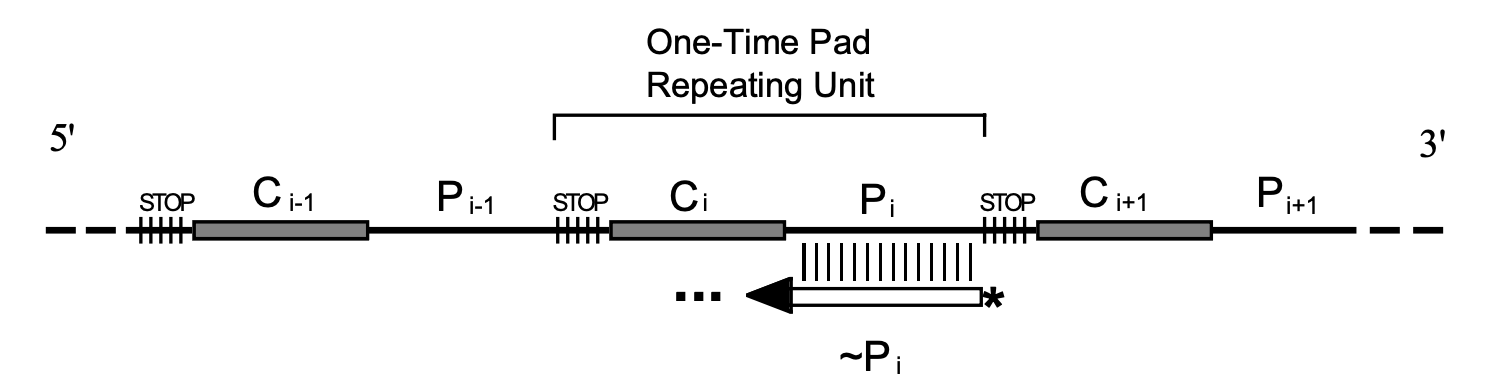 One-Time Pad
Repeating Unit
5' 3'
STOP C i-1 P i-1 STOP C i P i STOP C i+1 P i+1
... *
~P i